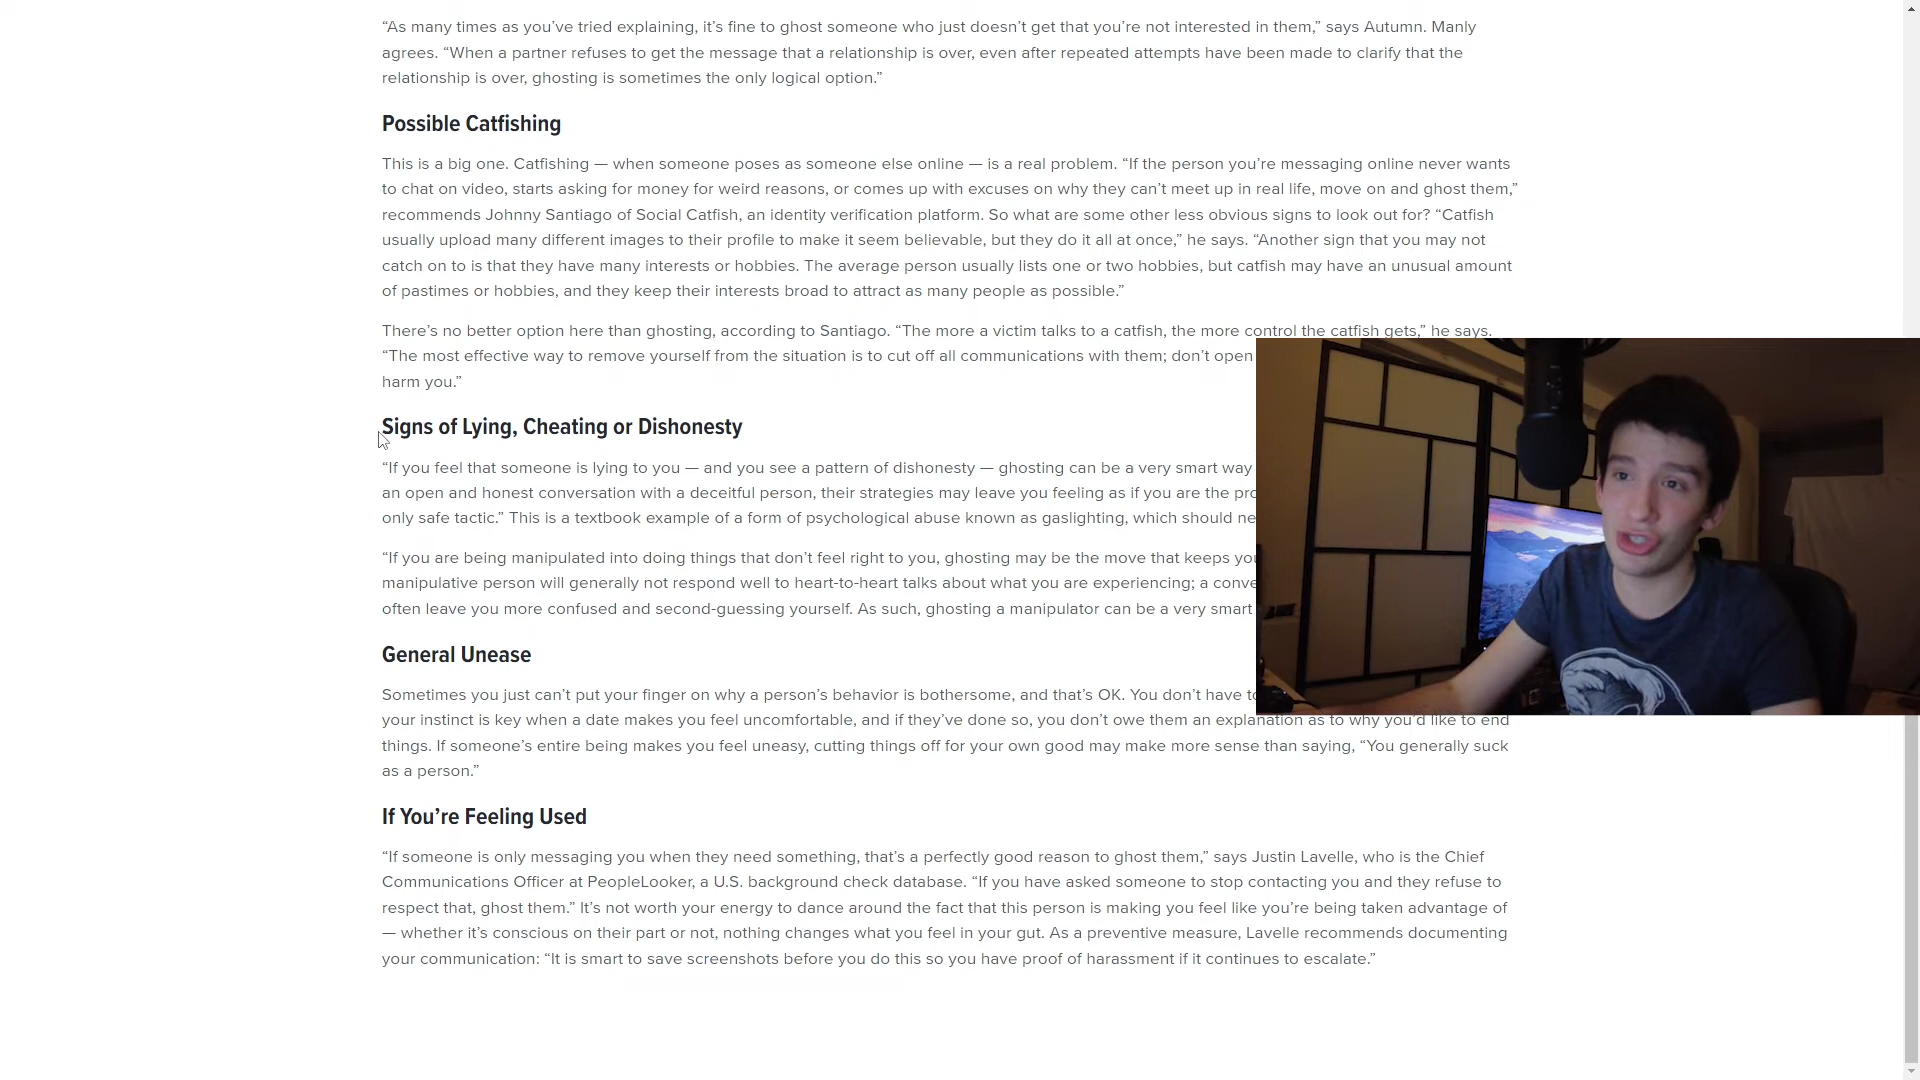 “As many times as you’ve tried explaining, it’s fine to ghost someone who just doesn’t get that you’re not interested in them,” says Autumn. Manly
agrees. “When a partner refuses to get the message that a relationship is over, even after repeated attempts have been made to clarify that the
relationship is over, ghosting is sometimes the only logical option.”
Possible Catfishing
This is a big one. Catfishing — when someone poses as someone else online — is a real problem. “If the person you’re messaging online never wants
to chat on video, starts asking for money for weird reasons, or comes up with excuses on why they can’t meet up in real life, move on and ghost them,”
recommends Johnny Santiago of Social Catfish, an identity verification platform. So what are some other less obvious signs to look out for? “Catfish
usually upload many different images to their profile to make it seem believable, but they do it all at once,” he says. “Another sign that you may not
catch on to is that they have many interests or hobbies. The average person usually lists one or two hobbies, but catfish may have an unusual amount
of pastimes or hobbies, and they keep their interests broad to attract as many people as possible.”
There’s no better option here than ghosting, according to Santiago. “The more a victim talks to a catfish, the more control the catfish gets,” he says.
“The most effective way to remove yourself from the situation is to cut off all communications with them; don’t open
harm you.”
Signs of Lying, Cheating or Dishonesty
“If you feel that someone is lying to you — and you see a pattern of dishonesty — ghosting can be a very smart way
an open and honest conversation with a deceitful person, their strategies may leave you feeling as if you are the
only safe tactic.” This is a textbook example of a form of psychological abuse known as gaslighting, which should
“If you are being manipulated into doing things that don’t feel right to you, ghosting may be the move that keeps
manipulative person will generally not respond well to heart-to-heart talks about what you are experiencing; a
often leave you more confused and second-guessing yourself. As such, ghosting a manipulator can be a very smart
General Unease
Sometimes you just can’t put your finger on why a person’s behavior is bothersome, and that’s OK. You don’t have
your instinct is key when a date makes you feel uncomfortable, and if they’ve done so, you don’t owe them an explanation as to why you’d like to end
things. If someone’s entire being makes you feel uneasy, cutting things off for your own good may make more sense than saying, “You generally suck
as a person.”
If You’re Feeling Used
“If someone is only messaging you when they need something, that’s a perfectly good reason to ghost them,” says Justin Lavelle, who is the Chief
Communications Officer at PeopleLooker, a U.S. background check database. “If you have asked someone to stop contacting you and they refuse to
respect that, ghost them.” It’s not worth your energy to dance around the fact that this person is making you feel like you’re being taken advantage of
— whether it’s conscious on their part or not, nothing changes what you feel in your gut. As a preventive measure, Lavelle recommends documenting
your communication: “It is smart to save screenshots before you do this so you have proof of harassment if it continues to escalate.”